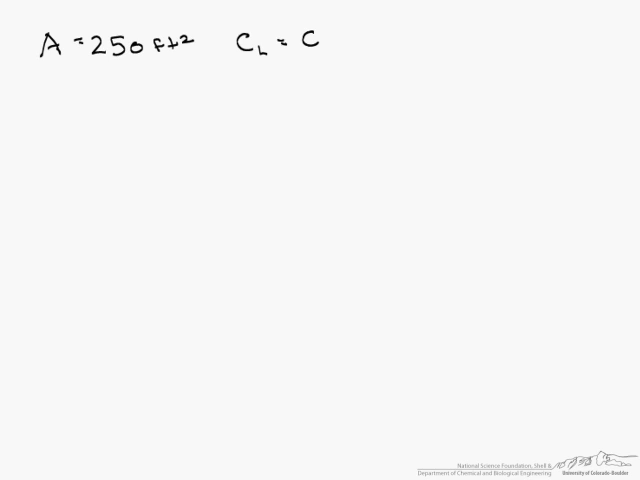 A = 250 ft2 CL = C
National Science Foundation, Shell &
Department of Chemical and Biological Engineering
University of Colorado-Boulder